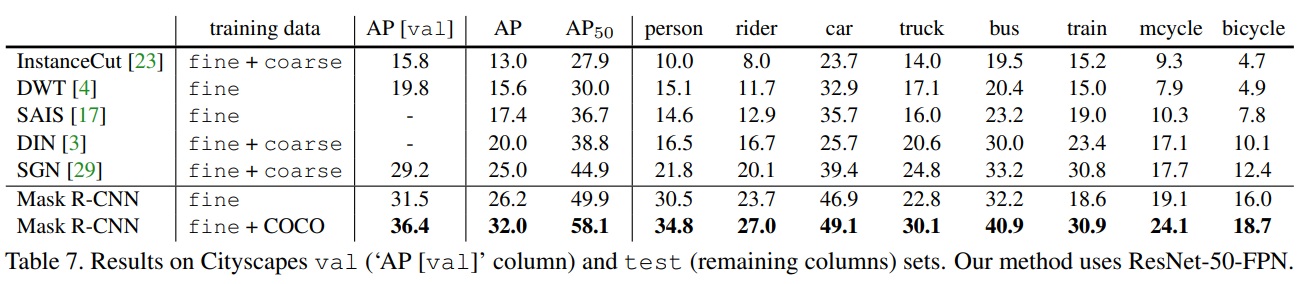 training data AP [val] AP AP50 person rider car truck bus train mcycle bicycle
InstanceCut [23] fine + coarse 15.8 13.0 27.9 10.0 8.0 23.7 14.0 19.5 15.2 9.3 4.7
DWT [4] fine 19.8 15.6 30.0 15.1 11.7 32.9 17.1 20.4 15.0 7.9 4.9
SAIS [17] fine - 17.4 36.7 14.6 12.9 35.7 16.0 23.2 19.0 10.3 7.8
DIN [3] fine + coarse - 20.0 38.8 16.5 16.7 25.7 20.6 30.0 23.4 17.1 10.1
SGN [29] fine + coarse 29.2 25.0 44.9 21.8 20.1 39.4 24.8 33.2 30.8 17.7 12.4
Mask R-CNN fine 31.5 26.2 49.9 30.5 23.7 46.9 22.8 32.2 18.6 19.1 16.0
Mask R-CNN fine + COCO 36.4 32.0 58.1 34.8 27.0 49.1 30.1 40.9 30.9 24.1 18.7
Table 7. Results on Cityscapes val (‘AP [val]’ column) and test (remaining columns) sets. Our method uses ResNet-50-FPN.